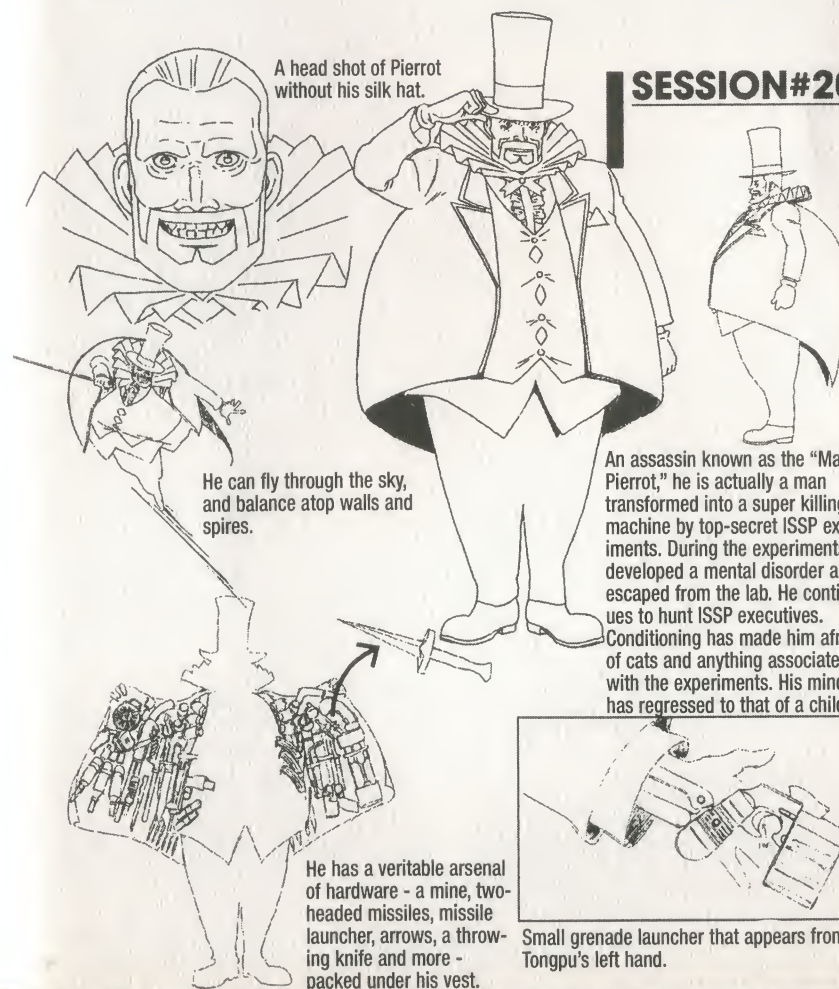 A head shot of Pierrot
without his silk hat.
SESSION#20
He can fly through the sky,
and balance atop walls and
spires.
An assassin known as the “Ma
Pierrot,” he is actually a man
transformed into a super killing
machine by top-secret ISSP ex
iments. During the experiment
developed a mental disorder a
escaped from the lab. He conti
ues to hunt ISSP executives.
Conditioning has made him afr
of cats and anything associate
with the experiments. His mind
has regressed to that of a child
He has a veritable arsenal
of hardware - a mine, two-
headed missiles, missile
launcher, arrows, a throw-
ing knife and more -
packed under his vest.
Small grenade launcher that appears from
Tongpu's left hand.